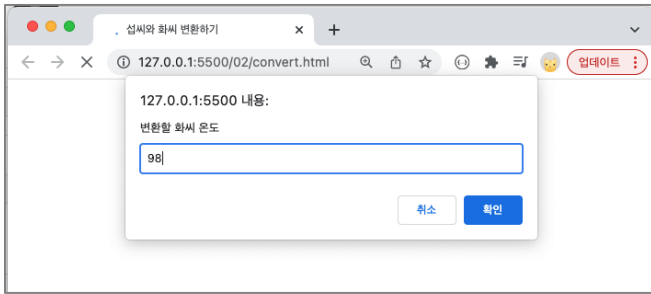 섭씨와 화씨 변환하기
127.0.0.1:5500/02/convert.html
업데이트
127.0.0.1:5500 내용:
변환할 화씨 온도
98
취소 확인